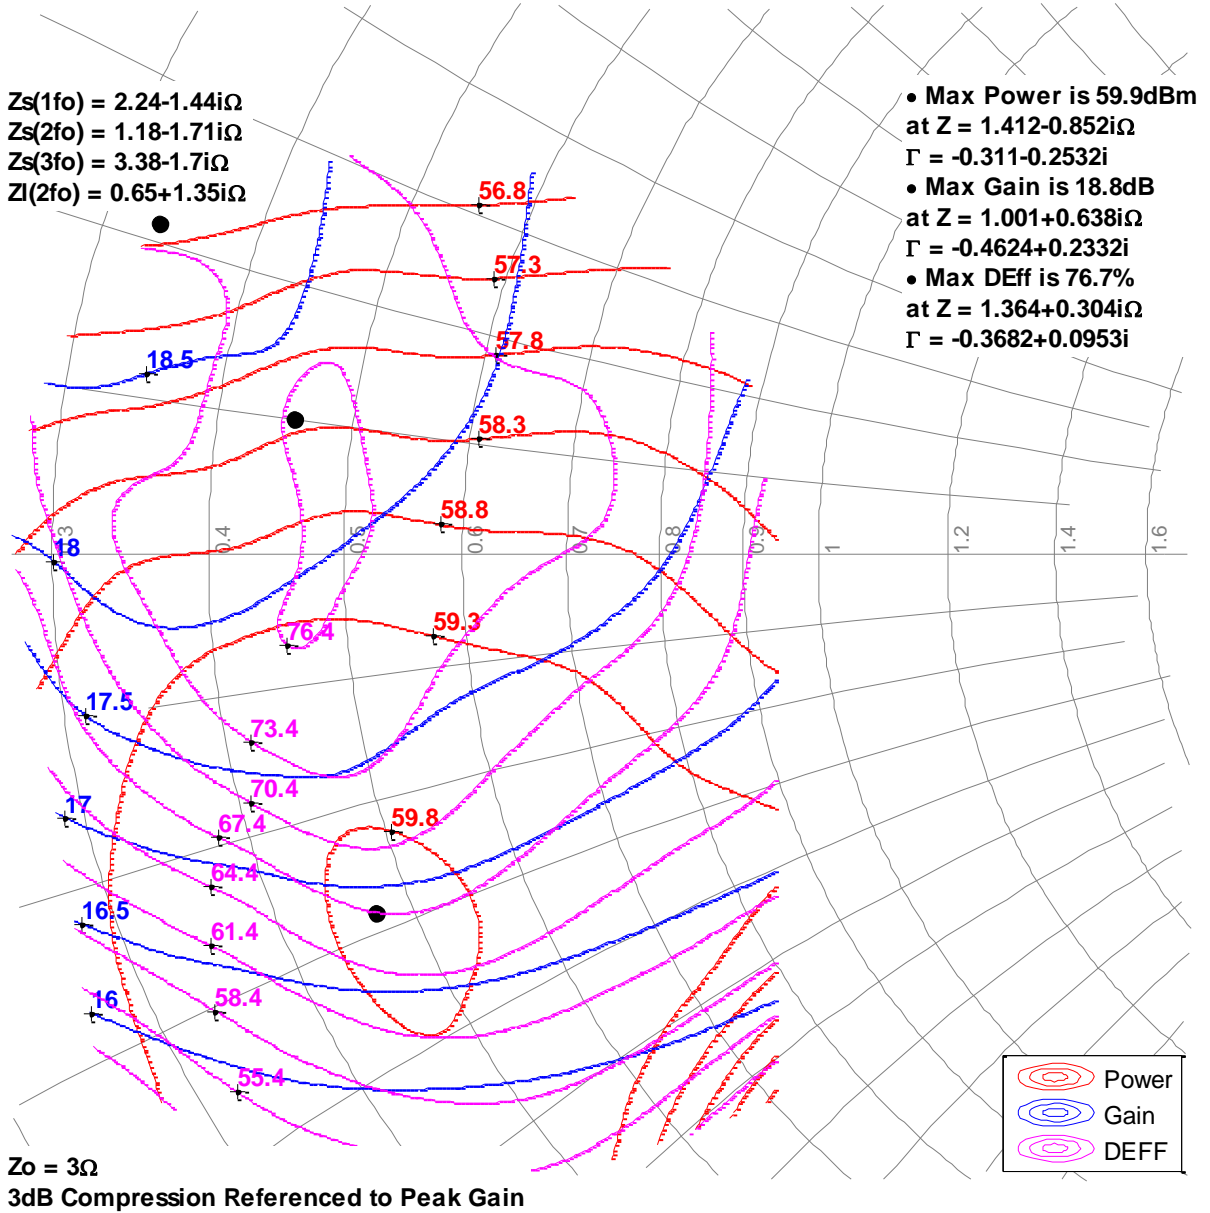 Zs(1fo) = 2.24-1.44iΩ
Zs(2fo) = 1.18-1.71iΩ
Zs(3fo) = 3.38-1.7iΩ
Zl(2fo) = 0.65+1.35iΩ
● Max Power is 59.9dBm
at Z = 1.412-0.852iΩ
Γ = -0.311-0.2532i
● Max Gain is 18.8dB
at Z = 1.001+0.638iΩ
Γ = -0.4624+0.2332i
● Max DEff is 76.7%
at Z = 1.364+0.304iΩ
Γ = -0.3682+0.0953i
56.8
57.3
57.8
18.5
58.3
58.8
0.3
0.4
0.5
0.6
0.7
0.8
0.9
1
1.2
1.4
1.6
18
59.3
76.4
17.5
73.4
70.4
17
67.4
59.8
64.4
16.5
61.4
16
58.4
55.4
Power
Gain
DEFF
Zo = 3Ω
3dB Compression Referenced to Peak Gain